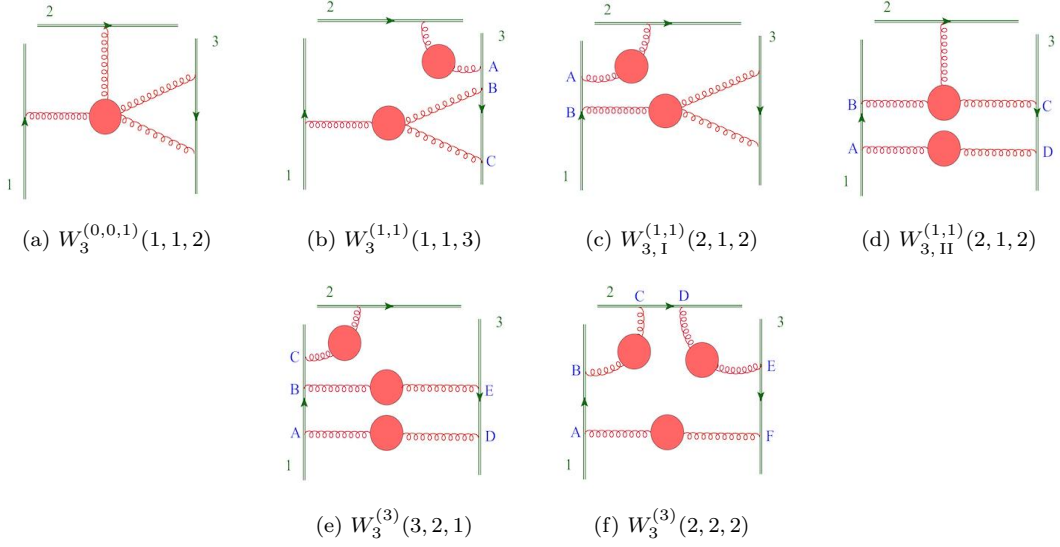 2
1
3
(a) W_3^{(0,0,1)}(1, 1, 2)
2
1
3
A
B
C
(b) W_3^{(1,1)}(1, 1, 3)
2
A
B
1
3
(c) W_{3, I}^{(1,1)}(2, 1, 2)
2
3
B
C
A
D
1
(d) W_{3, II}^{(1,1)}(2, 1, 2)
2
3
C
B
E
A
D
1
(e) W_3^{(3)}(3, 2, 1)
2
C
D
3
B
E
A
F
1
(f) W_3^{(3)}(2, 2, 2)